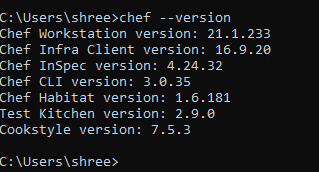 C:\Users\shree>chef --version
Chef Workstation version: 21.1.233
Chef Infra Client version: 16.9.20
Chef InSpec version: 4.24.32
Chef CLI version: 3.0.35
Chef Habitat version: 1.6.181
Test Kitchen version: 2.9.0
Cookstyle version: 7.5.3
C:\Users\shree>